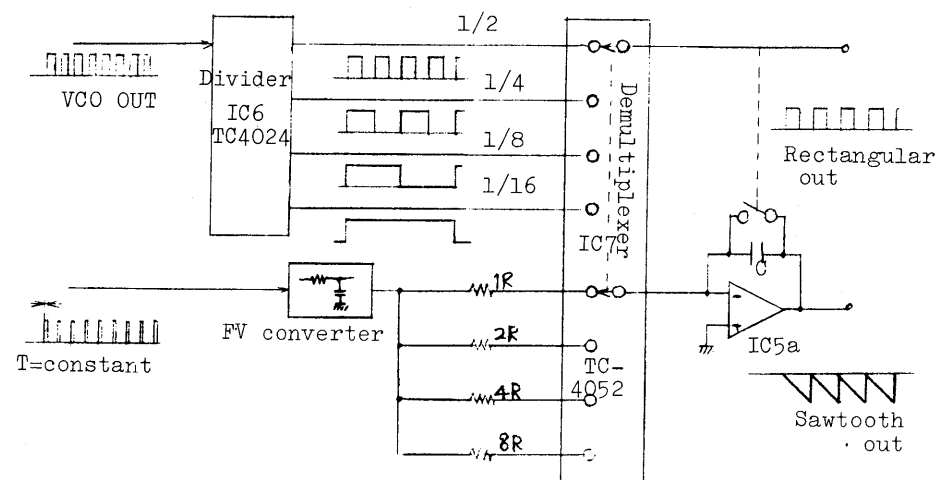 1/2
VCO OUT
Divider
IC6
TC4024
1/4
1/8
1/16
Demultiplexer
IC7
Rectangular
out
C
FV converter
T=constant
1R
2R
4R
8R
TC-
4052
IC5a
Sawtooth
out